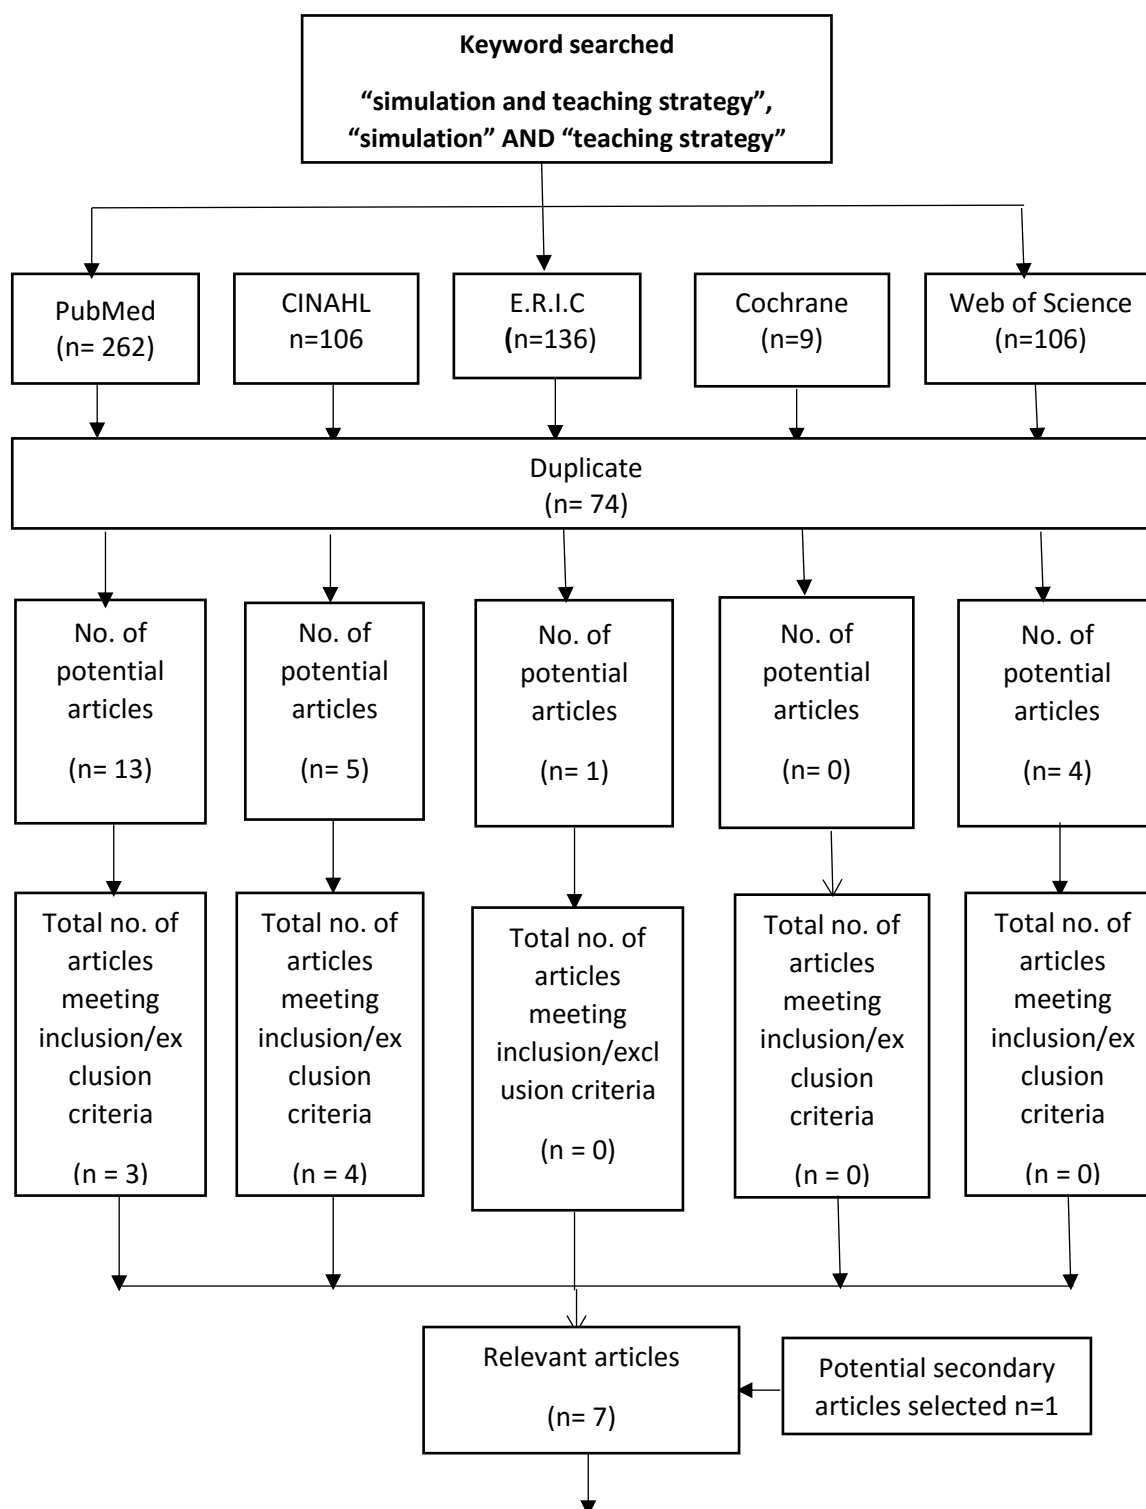 Keyword searched
“simulation and teaching strategy”,
“simulation” AND “teaching strategy”
PubMed
(n= 262)
CINAHL
n=106
E.R.I.C
(n=136)
Cochrane
(n=9)
Web of Science
(n=106)
Duplicate
(n= 74)
No. of
potential
articles
(n= 13)
No. of
potential
articles
(n= 5)
No. of
potential
articles
(n= 1)
No. of
potential
articles
(n= 0)
No. of
potential
articles
(n= 4)
Total no. of
articles
meeting
inclusion/ex
clusion
criteria
(n = 3)
Total no. of
articles
meeting
inclusion/ex
clusion
criteria
(n = 4)
Total no. of
articles
meeting
inclusion/excl
usion criteria
(n = 0)
Total no. of
articles
meeting
inclusion/ex
clusion
criteria
(n = 0)
Total no. of
articles
meeting
inclusion/ex
clusion
criteria
(n = 0)
Relevant articles
(n= 7)
Potential secondary
articles selected n=1